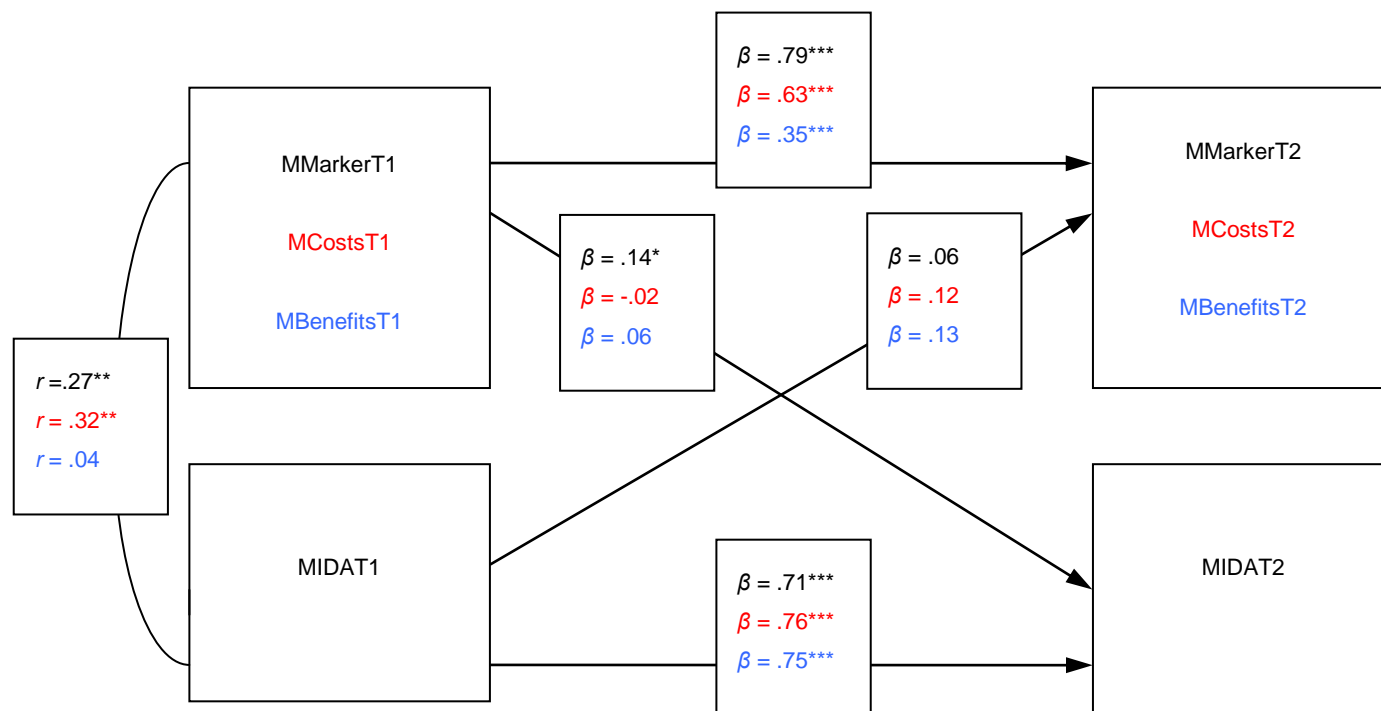 β = .79***
β = .63***
β = .35***
MMarkerT1
MCostsT1
MBenefitsT1
MMarkerT2
MCostsT2
MBenefitsT2
β = .14*
β = -.02
β = .06
β = .06
β = .12
β = .13
r =.27**
r = .32**
r = .04
MIDAT1
MIDAT2
β = .71***
β = .76***
β = .75***